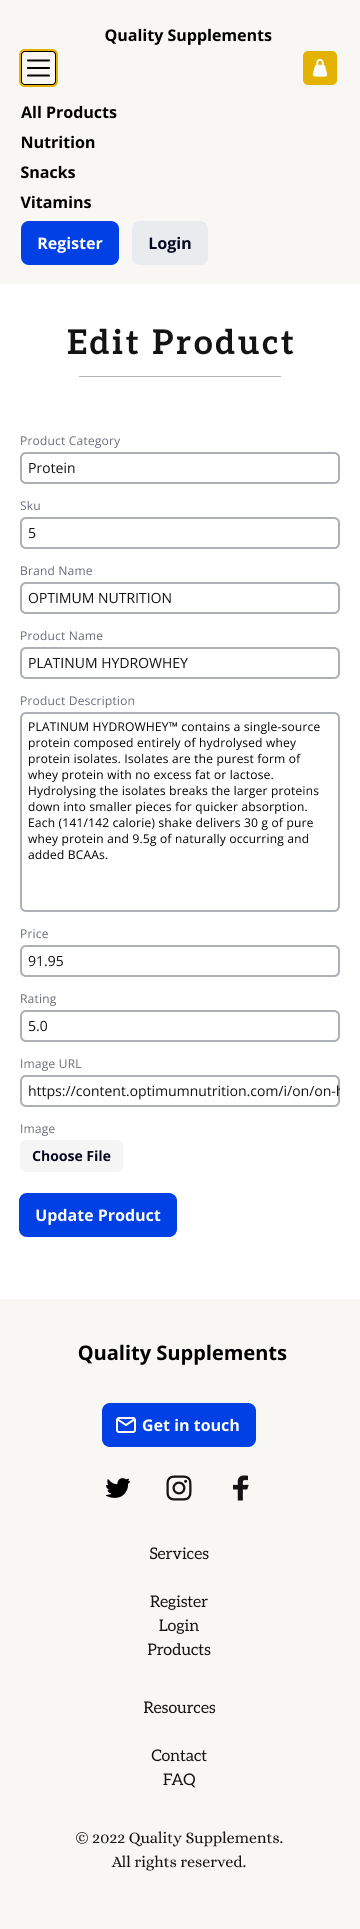 Quality Supplements
All Products
Nutrition
Snacks
Vitamins
Register
Login
Edit Product
Product Category
Protein
Sku
5
Brand Name
OPTIMUM NUTRITION
Product Name
PLATINUM HYDROWHEY
Product Description
PLATINUM HYDROWHEY™ contains a single-source
protein composed entirely of hydrolysed whey
protein isolates. Isolates are the purest form of
whey protein with no excess fat or lactose.
Hydrolysing the isolates breaks the larger proteins
down into smaller pieces for quicker absorption.
Each (141/142 calorie) shake delivers 30 g of pure
whey protein and 9.5g of naturally occurring and
added BCAAs.
Price
91.95
Rating
5.0
Image URL
https://content.optimumnutrition.com/i/on/on-h
Image
Choose File
Update Product
Quality Supplements
Get in touch
Services
Register
Login
Products
Resources
Contact
FAQ
© 2022 Quality Supplements.
All rights reserved.